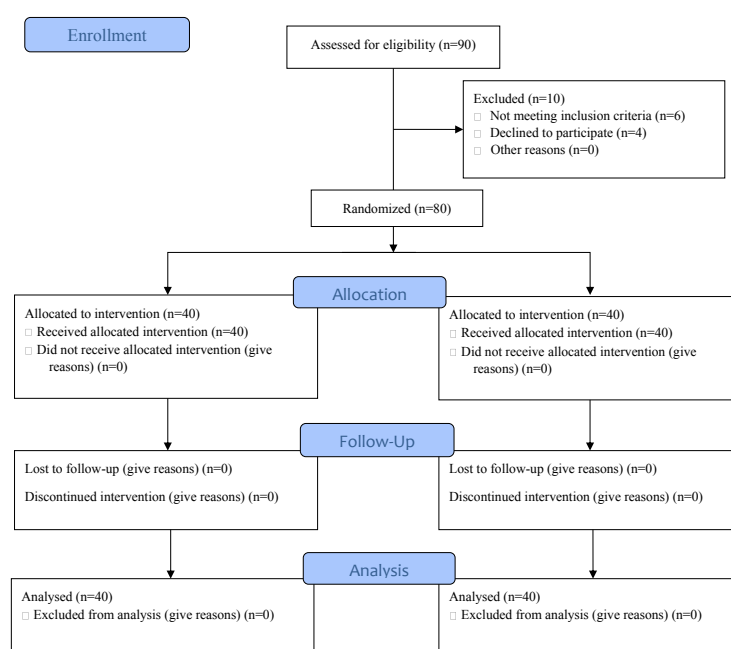 Enrollment
Assessed for eligibility (n=90)
Excluded (n=10)
Not meeting inclusion criteria (n=6)
Declined to participate (n=4)
Other reasons (n=0)
Randomized (n=80)
Allocation
Allocated to intervention (n=40)
Received allocated intervention (n=40)
Did not receive allocated intervention (give
reasons) (n=0)
Allocated to intervention (n=40)
Received allocated intervention (n=40)
Did not receive allocated intervention (give
reasons) (n=0)
Follow-Up
Lost to follow-up (give reasons) (n=0)
Discontinued intervention (give reasons) (n=0)
Lost to follow-up (give reasons) (n=0)
Discontinued intervention (give reasons) (n=0)
Analysis
Analysed (n=40)
Excluded from analysis (give reasons) (n=0)
Analysed (n=40)
Excluded from analysis (give reasons) (n=0)